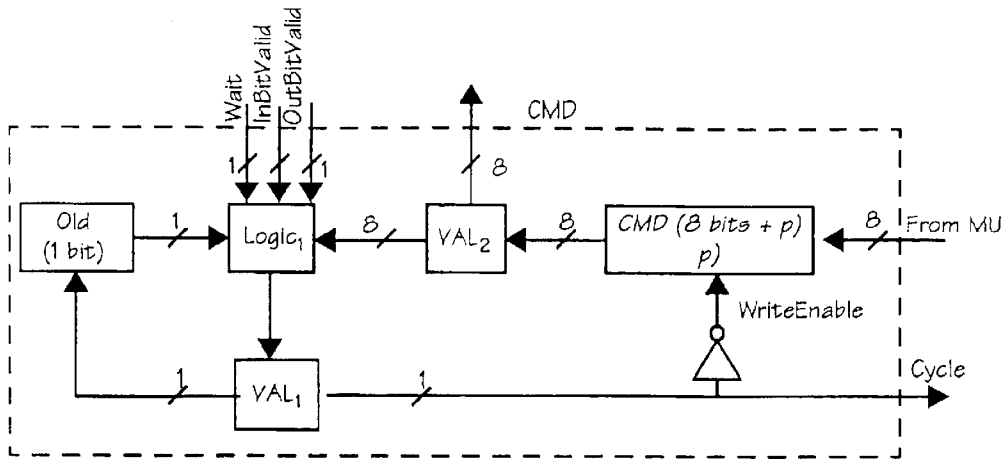 Wait
InBitValid
OutBitValid
CMD
1
1
8
Old
(1 bit)
1
Logic1
8
VAL2
8
CMD (8 bits + p)
p)
8
From MU
WriteEnable
1
VAL1
1
Cycle